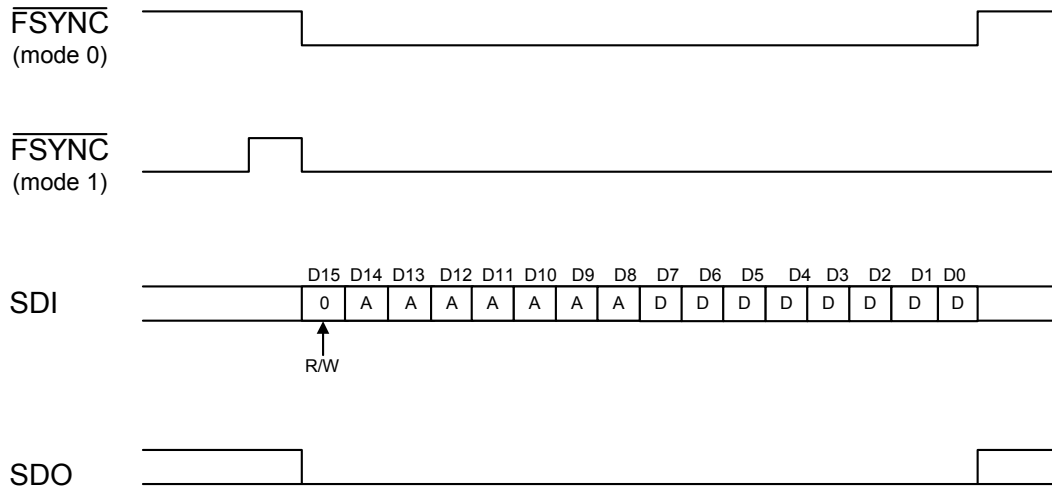 FSYNC
(mode 0)
FSYNC
(mode 1)
D15 D14 D13 D12 D11 D10 D9 D8 D7 D6 D5 D4 D3 D2 D1 D0
SDI
0 A A A A A A A D D D D D D D D
R/W
SDO